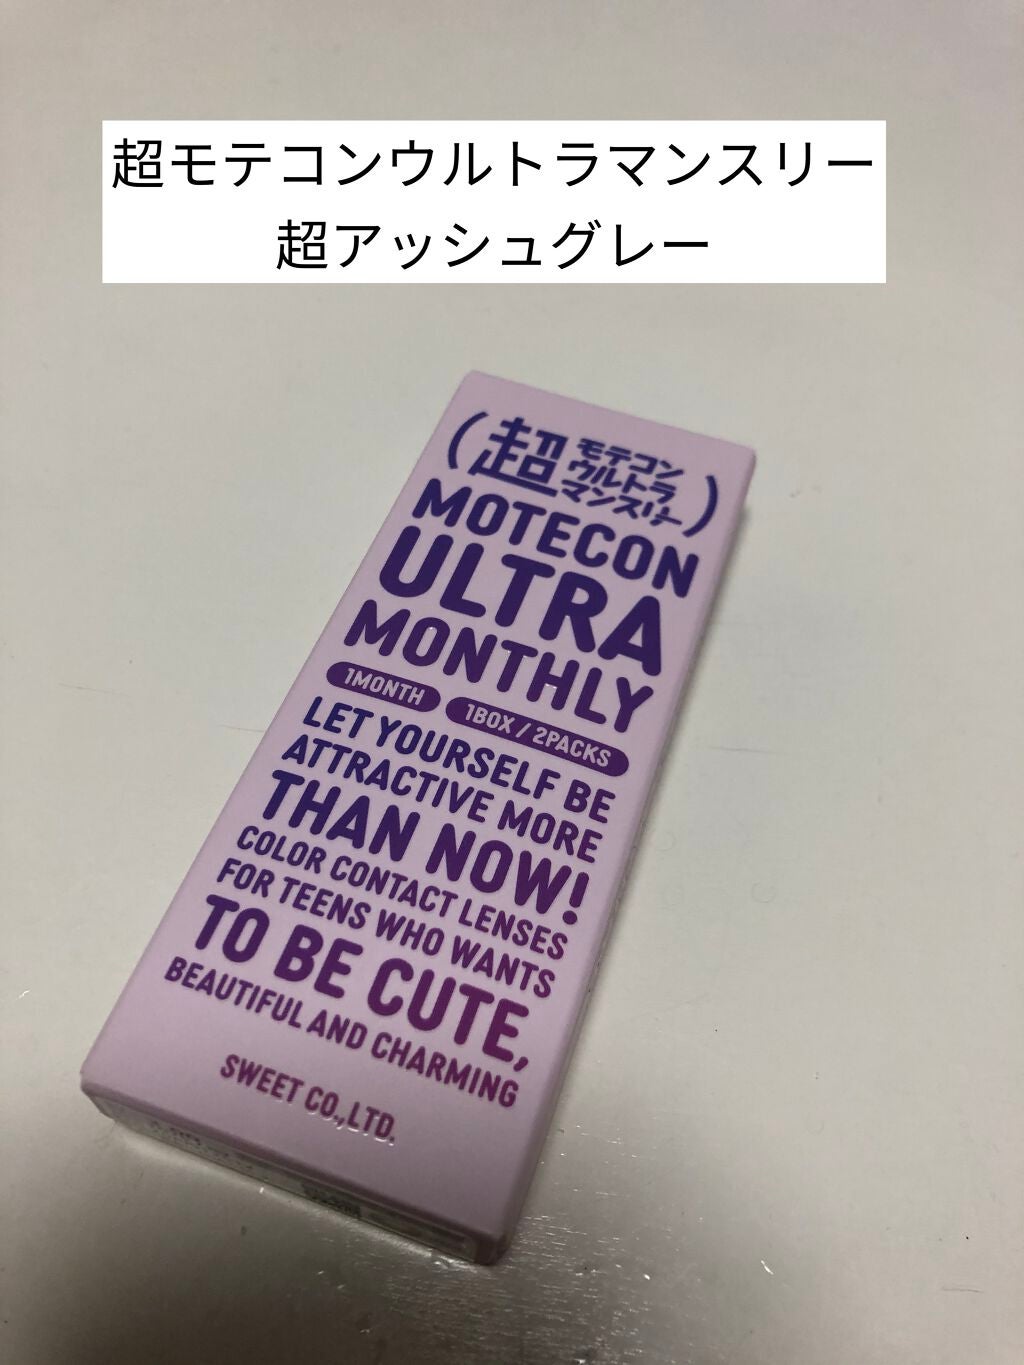 超モテコンウルトラマンスリー
超アッシュグレー
(超 モテコン
ウルトラ
マンスリー)
MOTECON
ULTRA
MONTHLY
1MONTH 1BOX / 2PACKS
LET YOURSELF BE
ATTRACTIVE MORE
THAN NOW!
COLOR CONTACT LENSES
FOR TEENS WHO WANTS
TO BE CUTE,
BEAUTIFUL AND CHARMING
SWEET CO.,LTD.